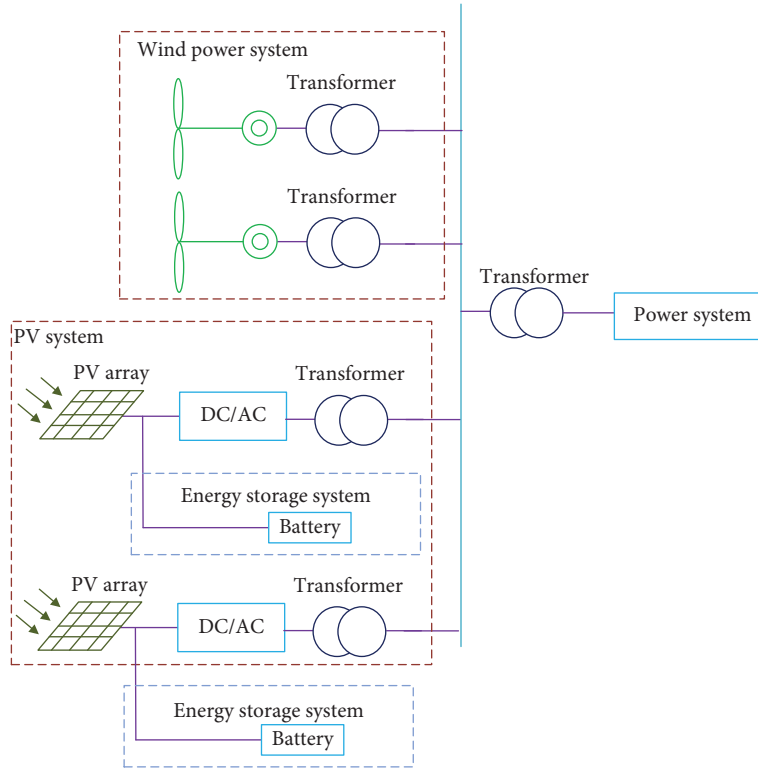 Wind power system
Transformer
Transformer
Transformer
Power system
PV system
PV array
DC/AC
Transformer
Energy storage system
Battery
PV array
DC/AC
Transformer
Energy storage system
Battery